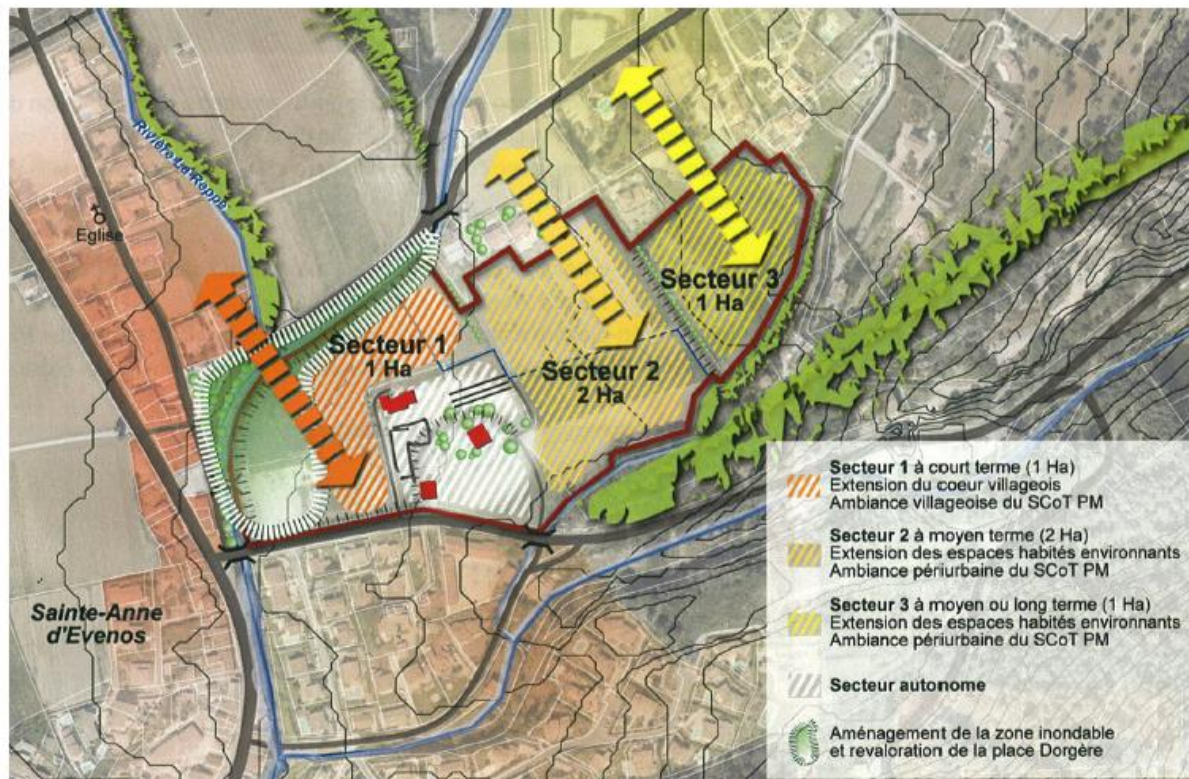 Rivière La Reppe
Eglise
Secteur 1
1 Ha
Secteur 2
2 Ha
Secteur 3
1 Ha
Sainte-Anne
d'Evenos
Secteur 1 à court terme (1 Ha)
Extension du coeur villageois
Ambiance villageoise du SCoT PM
Secteur 2 à moyen terme (2 Ha)
Extension des espaces habités environnants
Ambiance périurbaine du SCoT PM
Secteur 3 à moyen ou long terme (1 Ha)
Extension des espaces habités environnants
Ambiance périurbaine du SCoT PM
Secteur autonome
Aménagement de la zone inondable
et revaloration de la place Dorgère